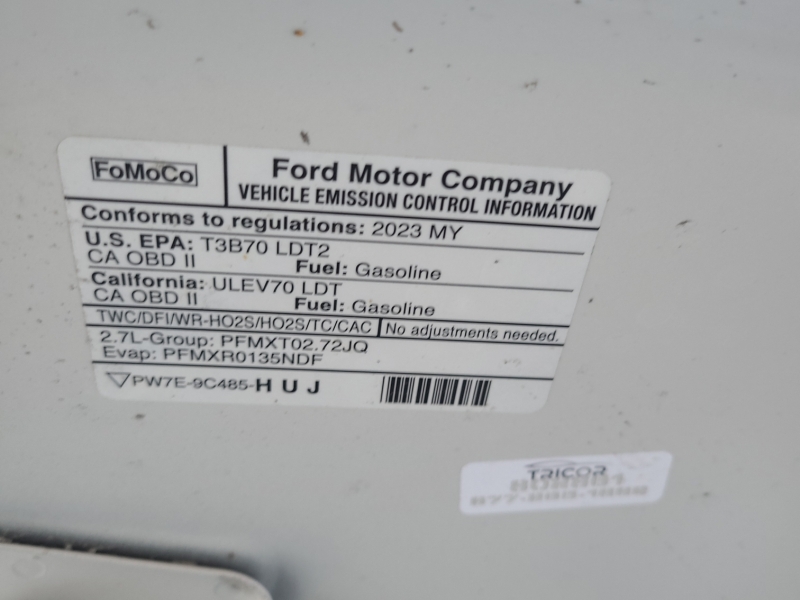 FoMoCo
Ford Motor Company
VEHICLE EMISSION CONTROL INFORMATION
Conforms to regulations: 2023 MY
U.S. EPA: T3B70 LDT2
CA OBD II Fuel: Gasoline
California: ULEV70 LDT
CA OBD II Fuel: Gasoline
TWC/DFI/WR-HO2S/HO2S/TC/CAC No adjustments needed.
2.7L-Group: PFMXT02.72JQ
Evap: PFMXR0135NDF
PW7E-9C485-HUJ
TRICOR